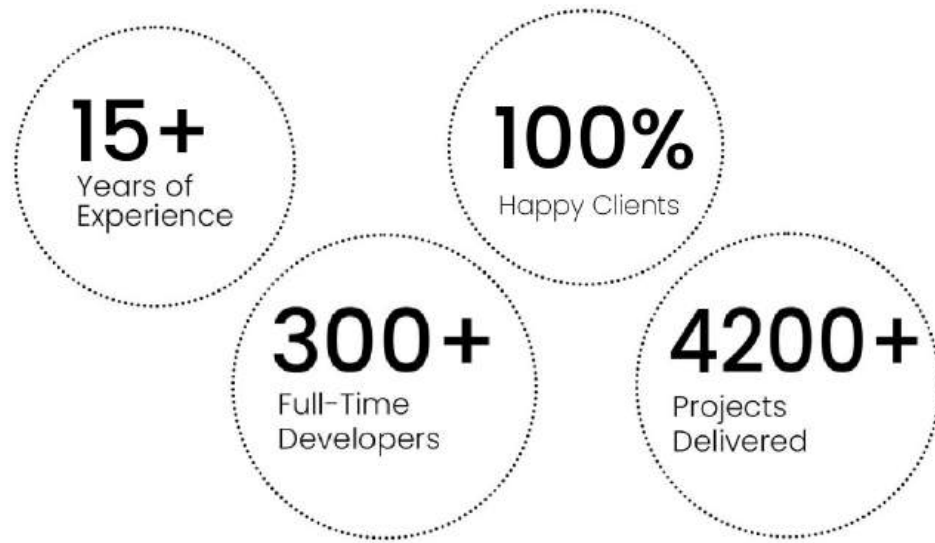 15+
Years of
Experience
100%
Happy Clients
300+
Full-Time
Developers
4200+
Projects
Delivered